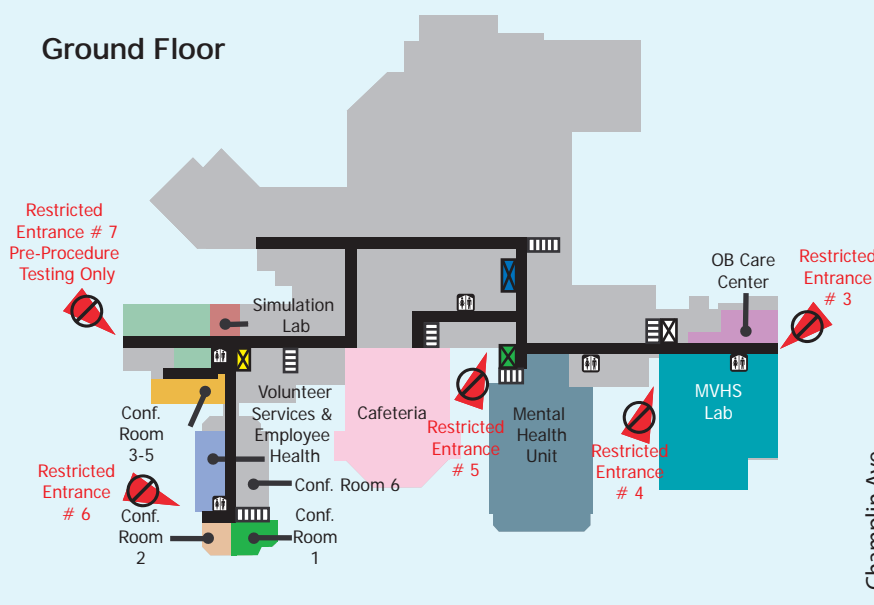 Ground Floor
Restricted
Entrance # 7
Pre-Procedure
Testing Only
OB Care
Center
Restricted
Entrance
# 3
Simulation
Lab
Conf.
Room
3-5
Volunteer
Services &
Employee
Health
Cafeteria
Restricted
Entrance
# 5
Mental
Health
Unit
Restricted
Entrance
# 4
MVHS
Lab
Restricted
Entrance
# 6
Conf. Room 6
Conf.
Room
2
Conf.
Room
1
Champlin Ave